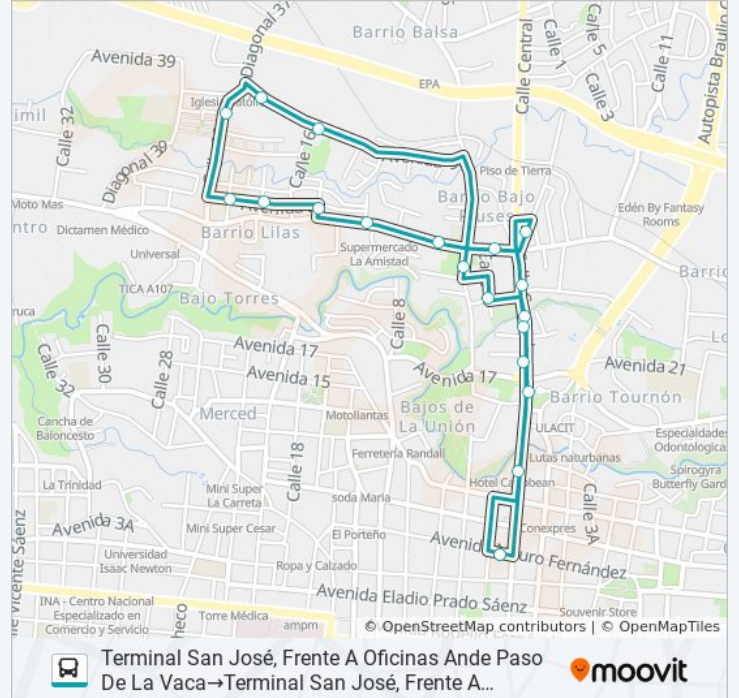 Diagonal 37
Avenida 39
Barrio Balsa
Calle 1
Calle 5
Calle 3
Calle 11
Calle Central
Autopista Braulio C
EPA
Calle 32
Calle 16
Diagonal 39
Piso de Tierra
Barrio Bajo
Moto Mas
Dictamen Médico
Barrio Lilas
Edén By Fantasy
Rooms
ntro
Universal
Supermercado
La Amistad
TICA A107
Bajo Torres
Calle 8
Avenida 17
Calle 28
Calle 30
Calle 32
Avenida 15
Avenida 17
Avenida 21
Barrio Tournón
Merced
Motollantas
Bajos de
La Unión
Cancha de
Baloncesto
ULACIT
Ferretería Randall
Lutas naturbanas
Especialidades
Odontologica
Calle 18
La Trinidad
Mini Super
La Carreta
soda Maria
Calle 3A
Spirogyra
Butterfly Gard
Avenida 3A
Mini Super Cesar
El Porteño
Conexpres
Universidad
Isaac Newton
Ropa y Calzado
uro Fernández
Avenida Eladio Prado Sáenz
INA - Centro Nacional
Especializado en
Comercio y Servicio
Torre Médica
ampm
Souvenir Store
© OpenStreetMap contributors | © OpenMapTiles
Terminal San José, Frente A Oficinas Ande Paso
De La Vaca→Terminal San José, Frente A...
moovit